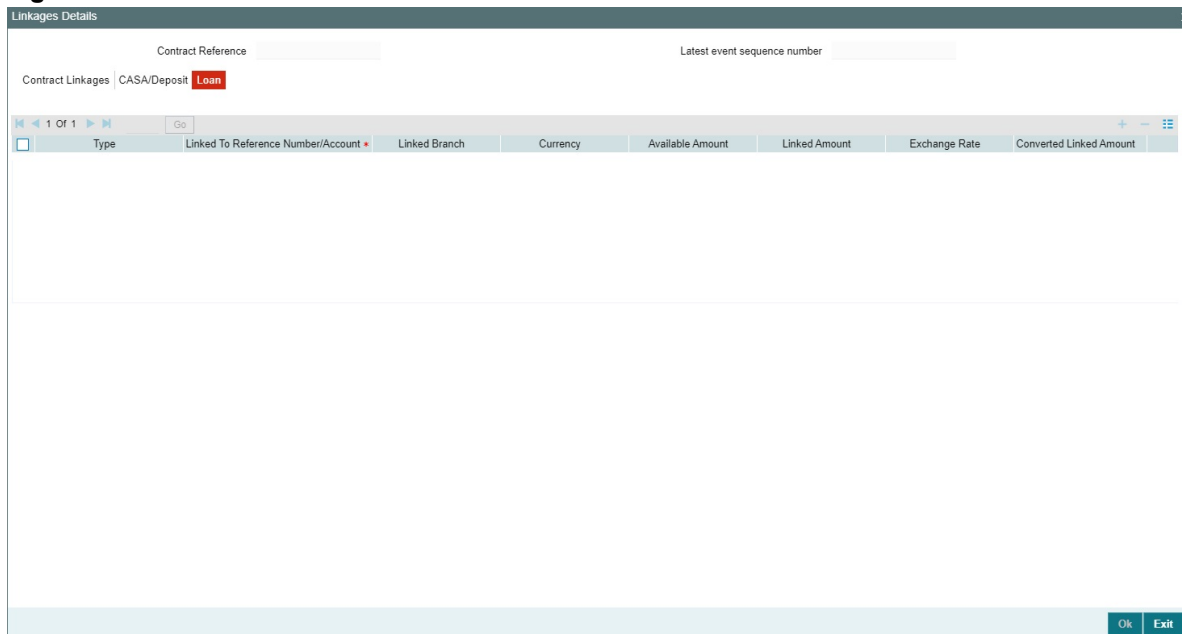 Linkages Details
Contract Reference
Latest event sequence number
Contract Linkages CASA/Deposit Loan
1 Of 1 Go
Type Linked To Reference Number/Account * Linked Branch Currency Available Amount Linked Amount Exchange Rate Converted Linked Amount
Ok Exit